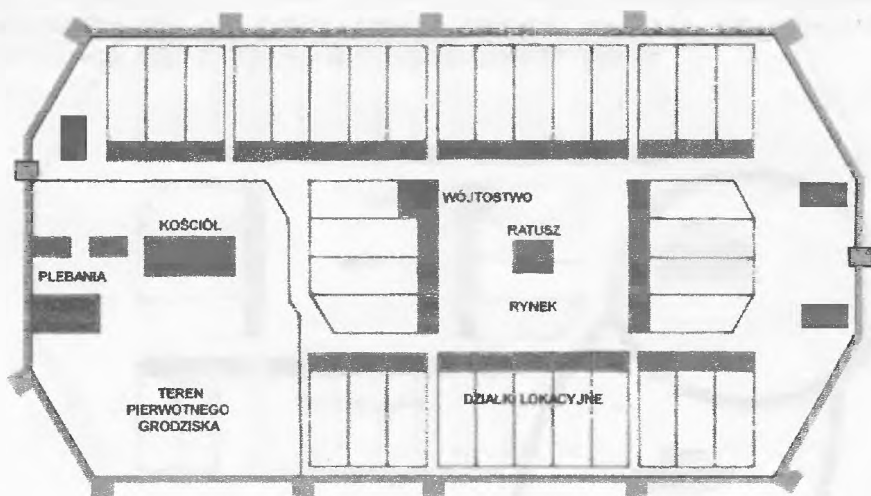 WÓJTOSTWO
KOŚCIÓŁ
RATUSZ
PLEBANIA
RYNEK
TEREN
PIERWOTNEGO
GRODZISKA
DZIAŁKI LOKACYJNE